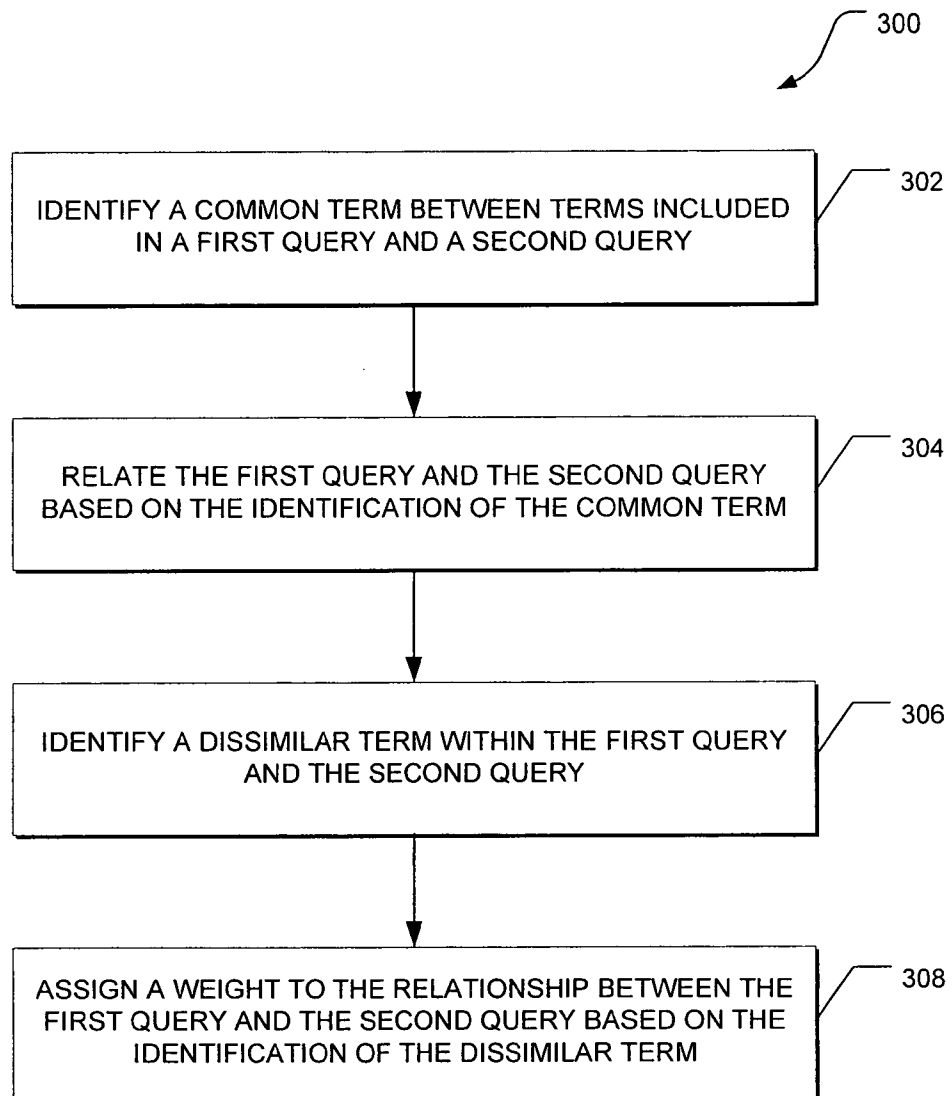 300
IDENTIFY A COMMON TERM BETWEEN TERMS INCLUDED
IN A FIRST QUERY AND A SECOND QUERY
302
RELATE THE FIRST QUERY AND THE SECOND QUERY
BASED ON THE IDENTIFICATION OF THE COMMON TERM
304
IDENTIFY A DISSIMILAR TERM WITHIN THE FIRST QUERY
AND THE SECOND QUERY
306
ASSIGN A WEIGHT TO THE RELATIONSHIP BETWEEN THE
FIRST QUERY AND THE SECOND QUERY BASED ON THE
IDENTIFICATION OF THE DISSIMILAR TERM
308